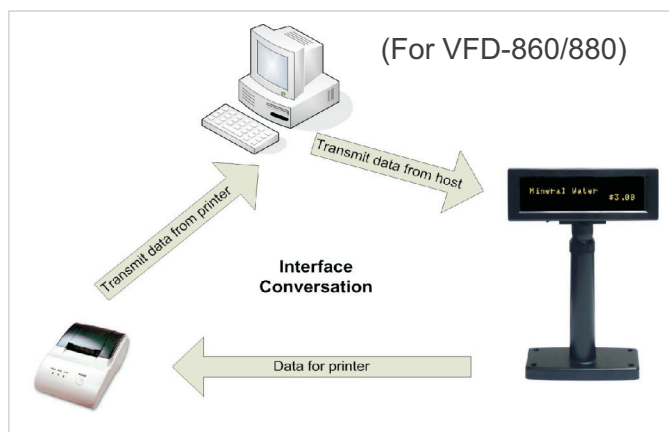 (For VFD-860/880)
Transmit data from host
Mineral Water
$3.00
Transmit data from printer
Interface
Conversation
Data for printer